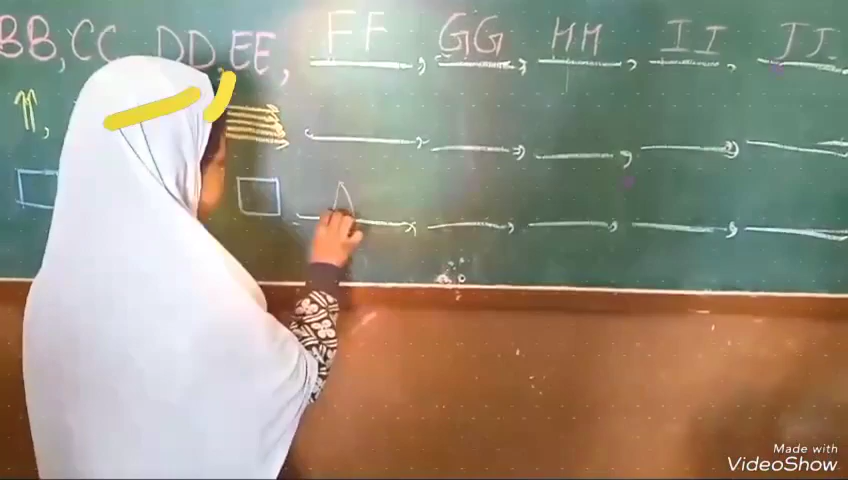 BB, CC DD, EE, FF, GG, HH, II, JJ
Made with
VideoShow